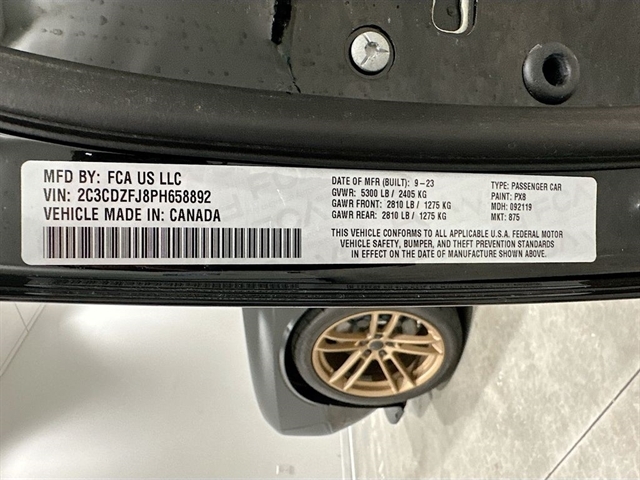 MFD BY: FCA US LLC
VIN: 2C3CDZFJ8PH658892
VEHICLE MADE IN: CANADA
DATE OF MFR (BUILT): 9-23
GVWR: 5300 LB / 2405 KG
GAWR FRONT: 2810 LB / 1275 KG
GAWR REAR: 2810 LB / 1275 KG
TYPE: PASSENGER CAR
PAINT: PX8
MDH: 092119
MKT: 875
THIS VEHICLE CONFORMS TO ALL APPLICABLE U.S.A. FEDERAL MOTOR
VEHICLE SAFETY, BUMPER, AND THEFT PREVENTION STANDARDS
IN EFFECT ON THE DATE OF MANUFACTURE SHOWN ABOVE.